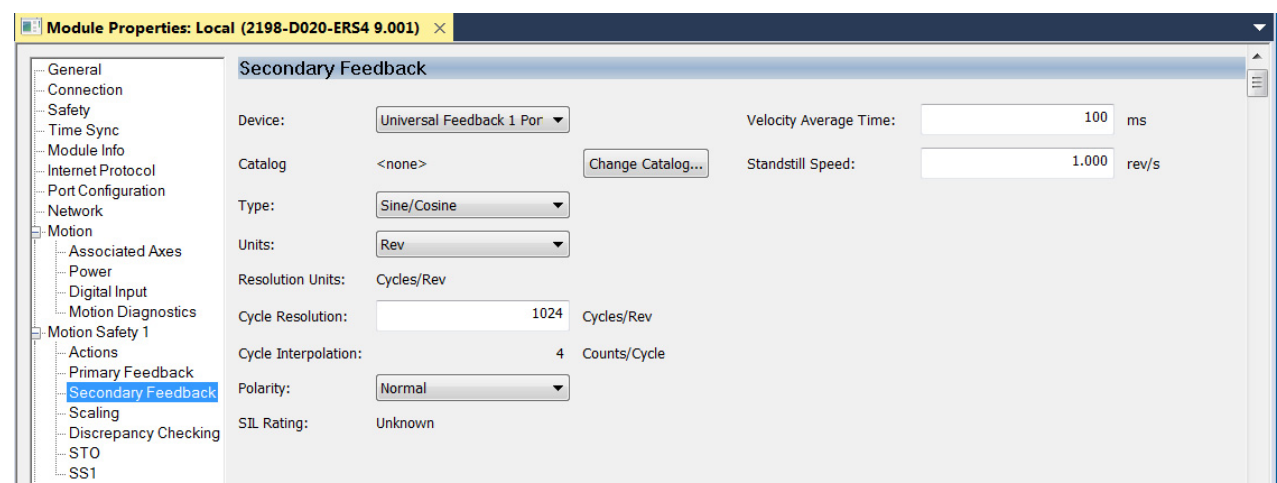 Module Properties: Local (2198-D020-ERS4 9.001)
General
Connection
Safety
Time Sync
Module Info
Internet Protocol
Port Configuration
Network
Motion
Associated Axes
Power
Digital Input
Motion Diagnostics
Motion Safety 1
Actions
Primary Feedback
Secondary Feedback
Scaling
Discrepancy Checking
STO
SS1
Secondary Feedback
Device: Universal Feedback 1 Por Velocity Average Time: 100 ms
Catalog <none> Change Catalog... Standstill Speed: 1.000 rev/s
Type: Sine/Cosine
Units: Rev
Resolution Units: Cycles/Rev
Cycle Resolution: 1024 Cycles/Rev
Cycle Interpolation: 4 Counts/Cycle
Polarity: Normal
SIL Rating: Unknown